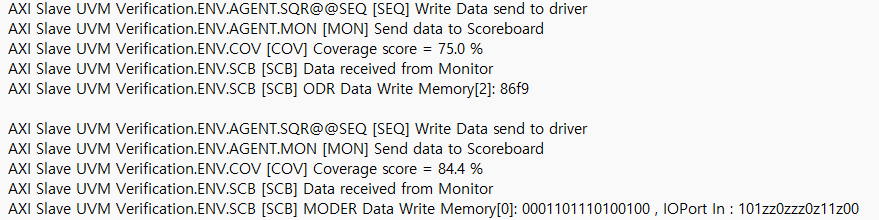 AXI Slave UVM Verification.ENV.AGENT.SQR@@SEQ [SEQ] Write Data send to driver
AXI Slave UVM Verification.ENV.AGENT.MON [MON] Send data to Scoreboard
AXI Slave UVM Verification.ENV.COV [COV] Coverage score = 75.0 %
AXI Slave UVM Verification.ENV.SCB [SCB] Data received from Monitor
AXI Slave UVM Verification.ENV.SCB [SCB] ODR Data Write Memory[2]: 86f9
AXI Slave UVM Verification.ENV.AGENT.SQR@@SEQ [SEQ] Write Data send to driver
AXI Slave UVM Verification.ENV.AGENT.MON [MON] Send data to Scoreboard
AXI Slave UVM Verification.ENV.COV [COV] Coverage score = 84.4 %
AXI Slave UVM Verification.ENV.SCB [SCB] Data received from Monitor
AXI Slave UVM Verification.ENV.SCB [SCB] MODER Data Write Memory[0]: 0001101110100100 , IOPort In : 101zz0zzz0z11z00